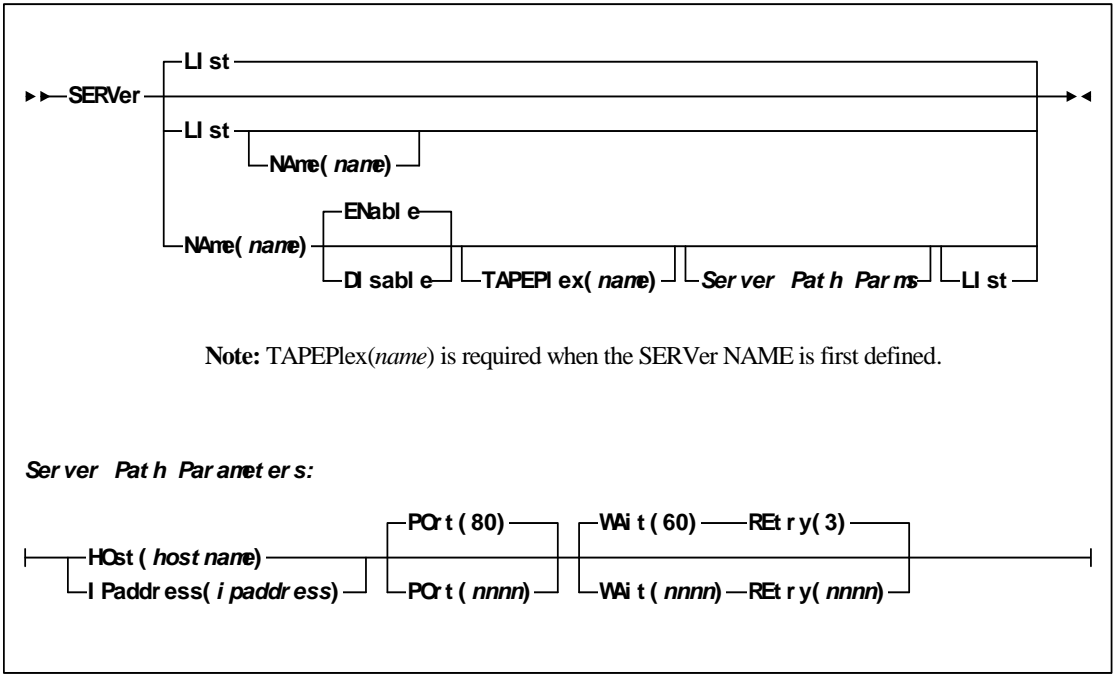 LIst
SERVer
LIst
NAme(name)
ENable
NAme(name)
DIsable TAPEPlex(name) Server Path Parms LIst
Note: TAPEPlex(name) is required when the SERVer NAME is first defined.
Server Path Parameters:
POrt(80) WAit(60) REtry(3)
HOst(hostname)
IPaddress(ipaddress) POrt(nnnn) WAit(nnnn) REtry(nnnn)